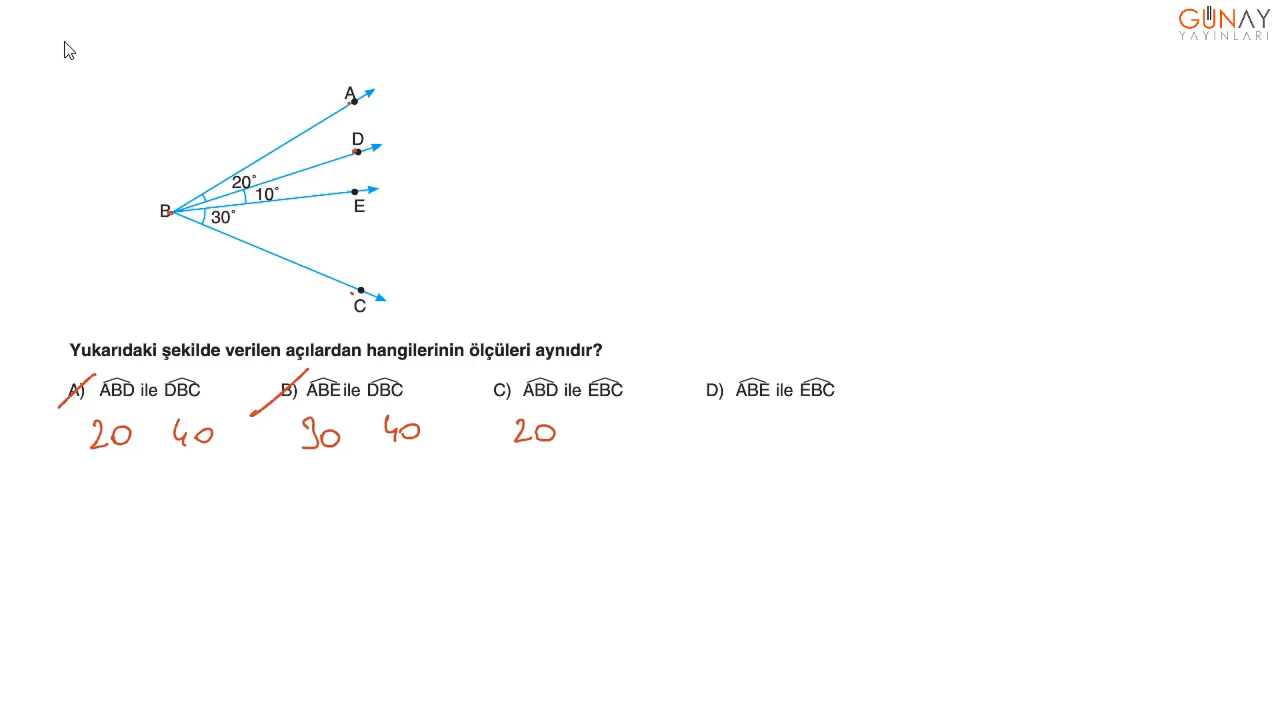 GÜNAY
YAYINLARI
A
D
20°
10°
B
E
30°
C
Yukarıdaki şekilde verilen açılardan hangilerinin ölçüleri aynıdır?
A) ABD ile DBC B) ABE ile DBC C) ABD ile EBC D) ABE ile EBC
20 40 30 40 20